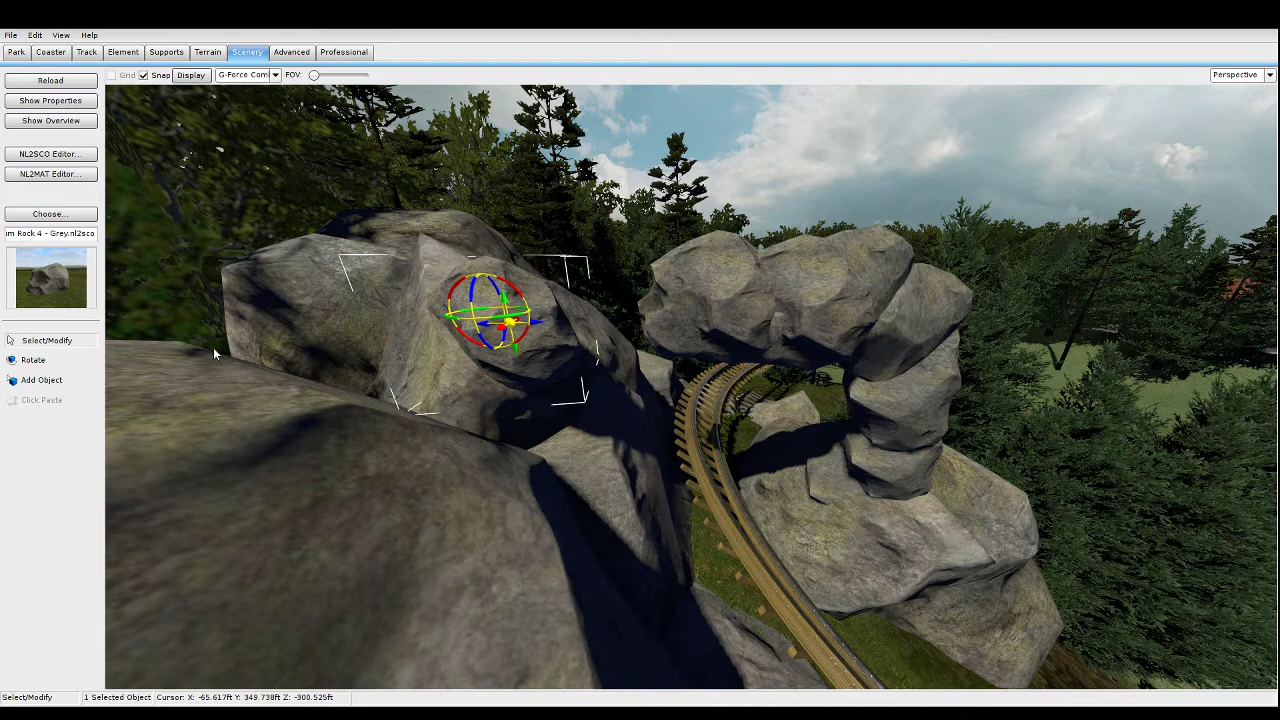 File Edit View Help
Park Coaster Track Element Supports Terrain Scenery Advanced Professional
Grid Snap Display G-Force Com FOV: Perspective
Reload
Show Properties
Show Overview
NL2SCO Editor...
NL2MAT Editor...
Choose...
im Rock 4 - Grey.nl2sco
Select/Modify
Rotate
Add Object
Click Paste
Select/Modify 1 Selected Object Cursor: X: -65.617ft Y: 349.738ft Z: -300.525ft